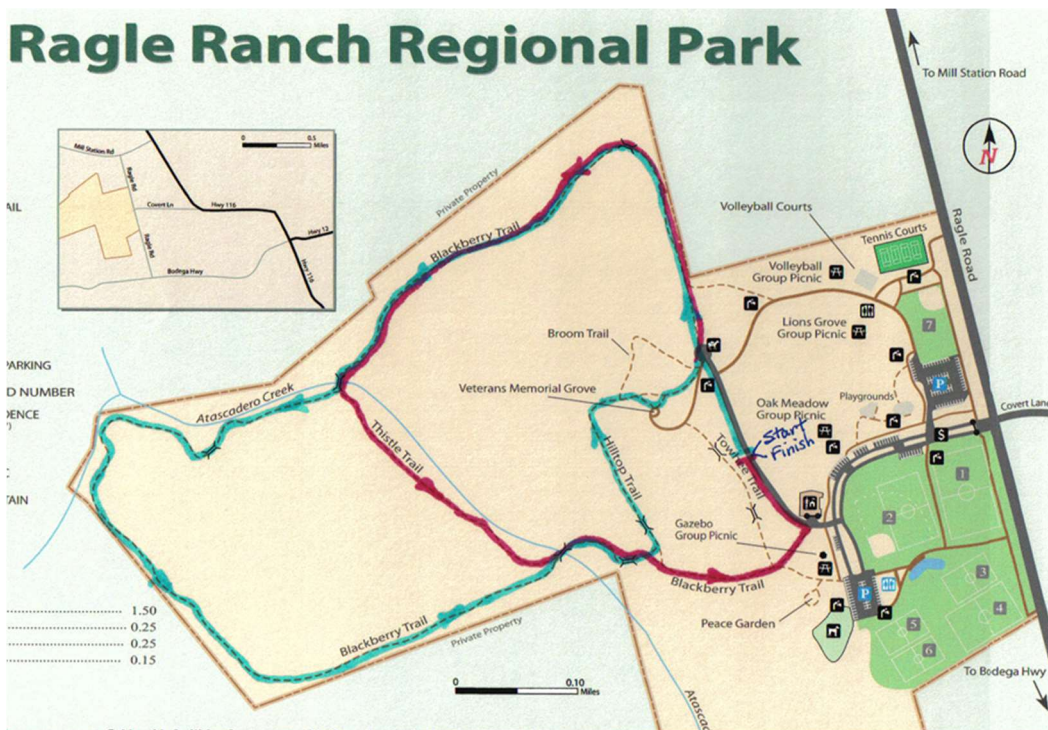 Ragle Ranch Regional Park
To Mill Station Road
N
0 0.5
Miles
Mill Station Rd
Ragle Rd
Covert Ln
Hwy 116
Hwy 12
Ragle Rd
Hwy 116
Bodega Hwy
AIL
Private Property
Blackberry Trail
Volleyball Courts
Tennis Courts
Ragle Road
Volleyball
Group Picnic
Lions Grove
Group Picnic
7
Broom Trail
PARKING
D NUMBER
DENCE
Veterans Memorial Grove
Atascadero Creek
Oak Meadow
Group Picnic
Playgrounds
P
Covert Lane
$
Start
Finish
Thistle Trail
Hilltop Trail
1
2
TAIN
Gazebo
Group Picnic
Blackberry Trail
P
3
4
5
6
Peace Garden
1.50
0.25
0.25
0.15
Blackberry Trail
Private Property
0 0.10
Miles
Atascad
To Bodega Hwy